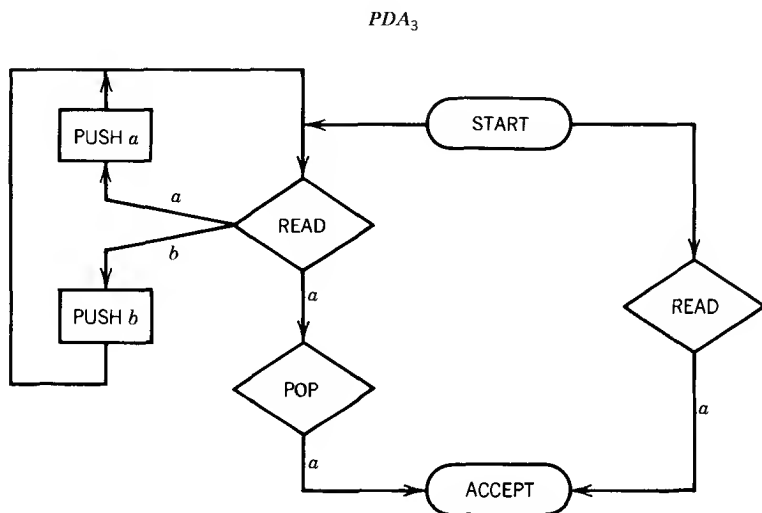 PDA3
START
PUSH a
a
READ
b
a
READ
PUSH b
POP
a
a
ACCEPT